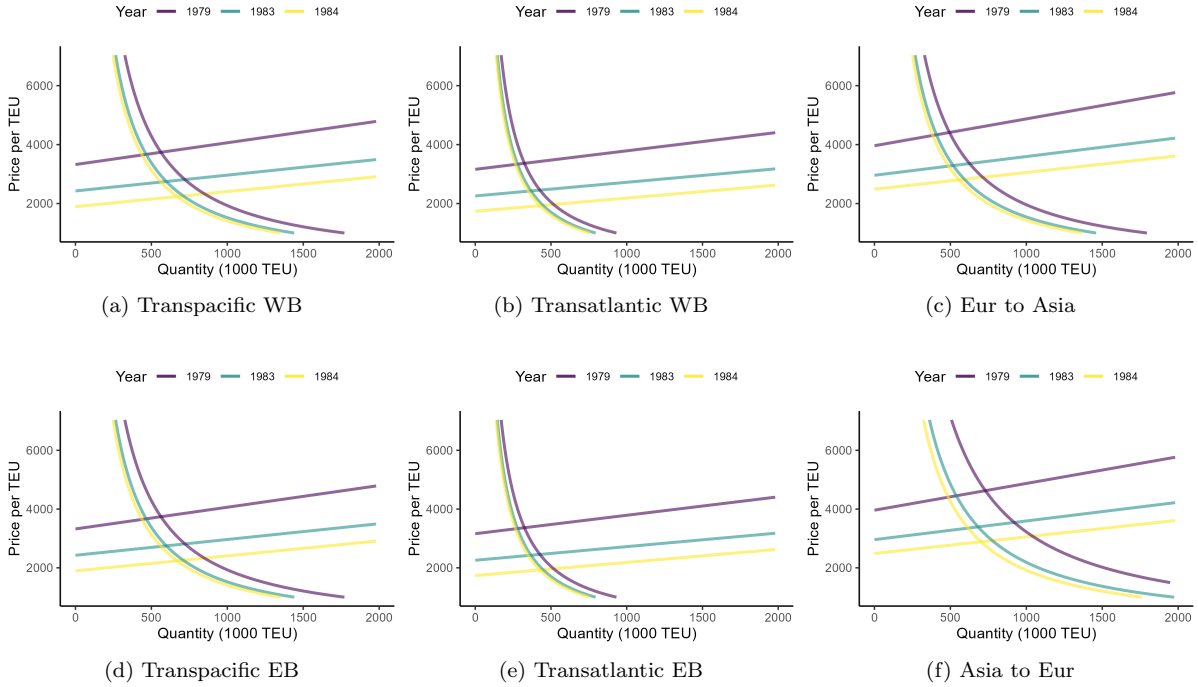 Year 1979 1983 1984
Price per TEU
6000
4000
2000
0 500 1000 1500 2000
Quantity (1000 TEU)
(a) Transpacific WB
Year 1979 1983 1984
Price per TEU
6000
4000
2000
0 500 1000 1500 2000
Quantity (1000 TEU)
(b) Transatlantic WB
Year 1979 1983 1984
Price per TEU
6000
4000
2000
0 500 1000 1500 2000
Quantity (1000 TEU)
(c) Eur to Asia
Year 1979 1983 1984
Price per TEU
6000
4000
2000
0 500 1000 1500 2000
Quantity (1000 TEU)
(d) Transpacific EB
Year 1979 1983 1984
Price per TEU
6000
4000
2000
0 500 1000 1500 2000
Quantity (1000 TEU)
(e) Transatlantic EB
Year 1979 1983 1984
Price per TEU
6000
4000
2000
0 500 1000 1500 2000
Quantity (1000 TEU)
(f) Asia to Eur